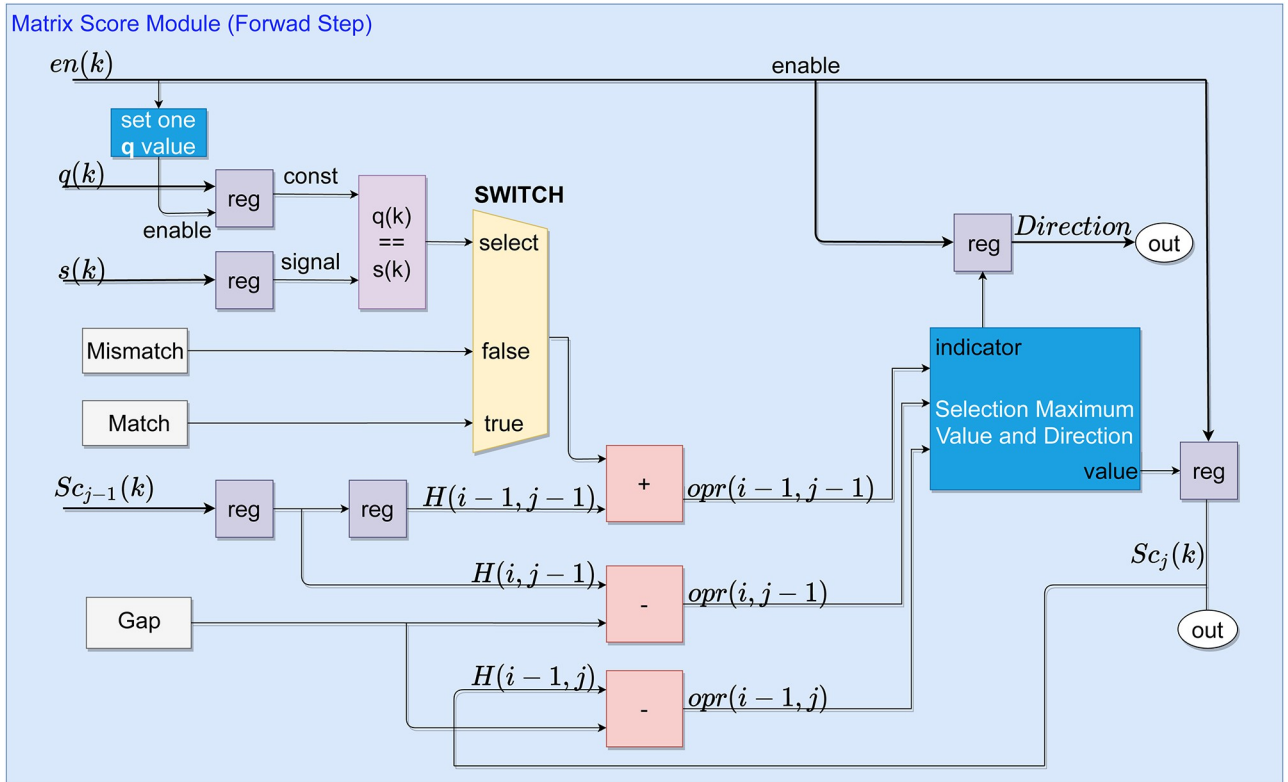 Matrix Score Module (Forwad Step)
en(k)
enable
set one
q value
q(k)
reg
const
enable
s(k)
reg
signal
q(k)
==
s(k)
SWITCH
select
false
true
Mismatch
Match
reg
Direction
out
indicator
Selection Maximum
Value and Direction
value
reg
Sc_{j-1}(k)
reg
reg
H(i − 1, j − 1)
+
opr(i − 1, j − 1)
H(i, j − 1)
-
opr(i, j − 1)
Gap
H(i − 1, j)
-
opr(i − 1, j)
Sc_j(k)
out